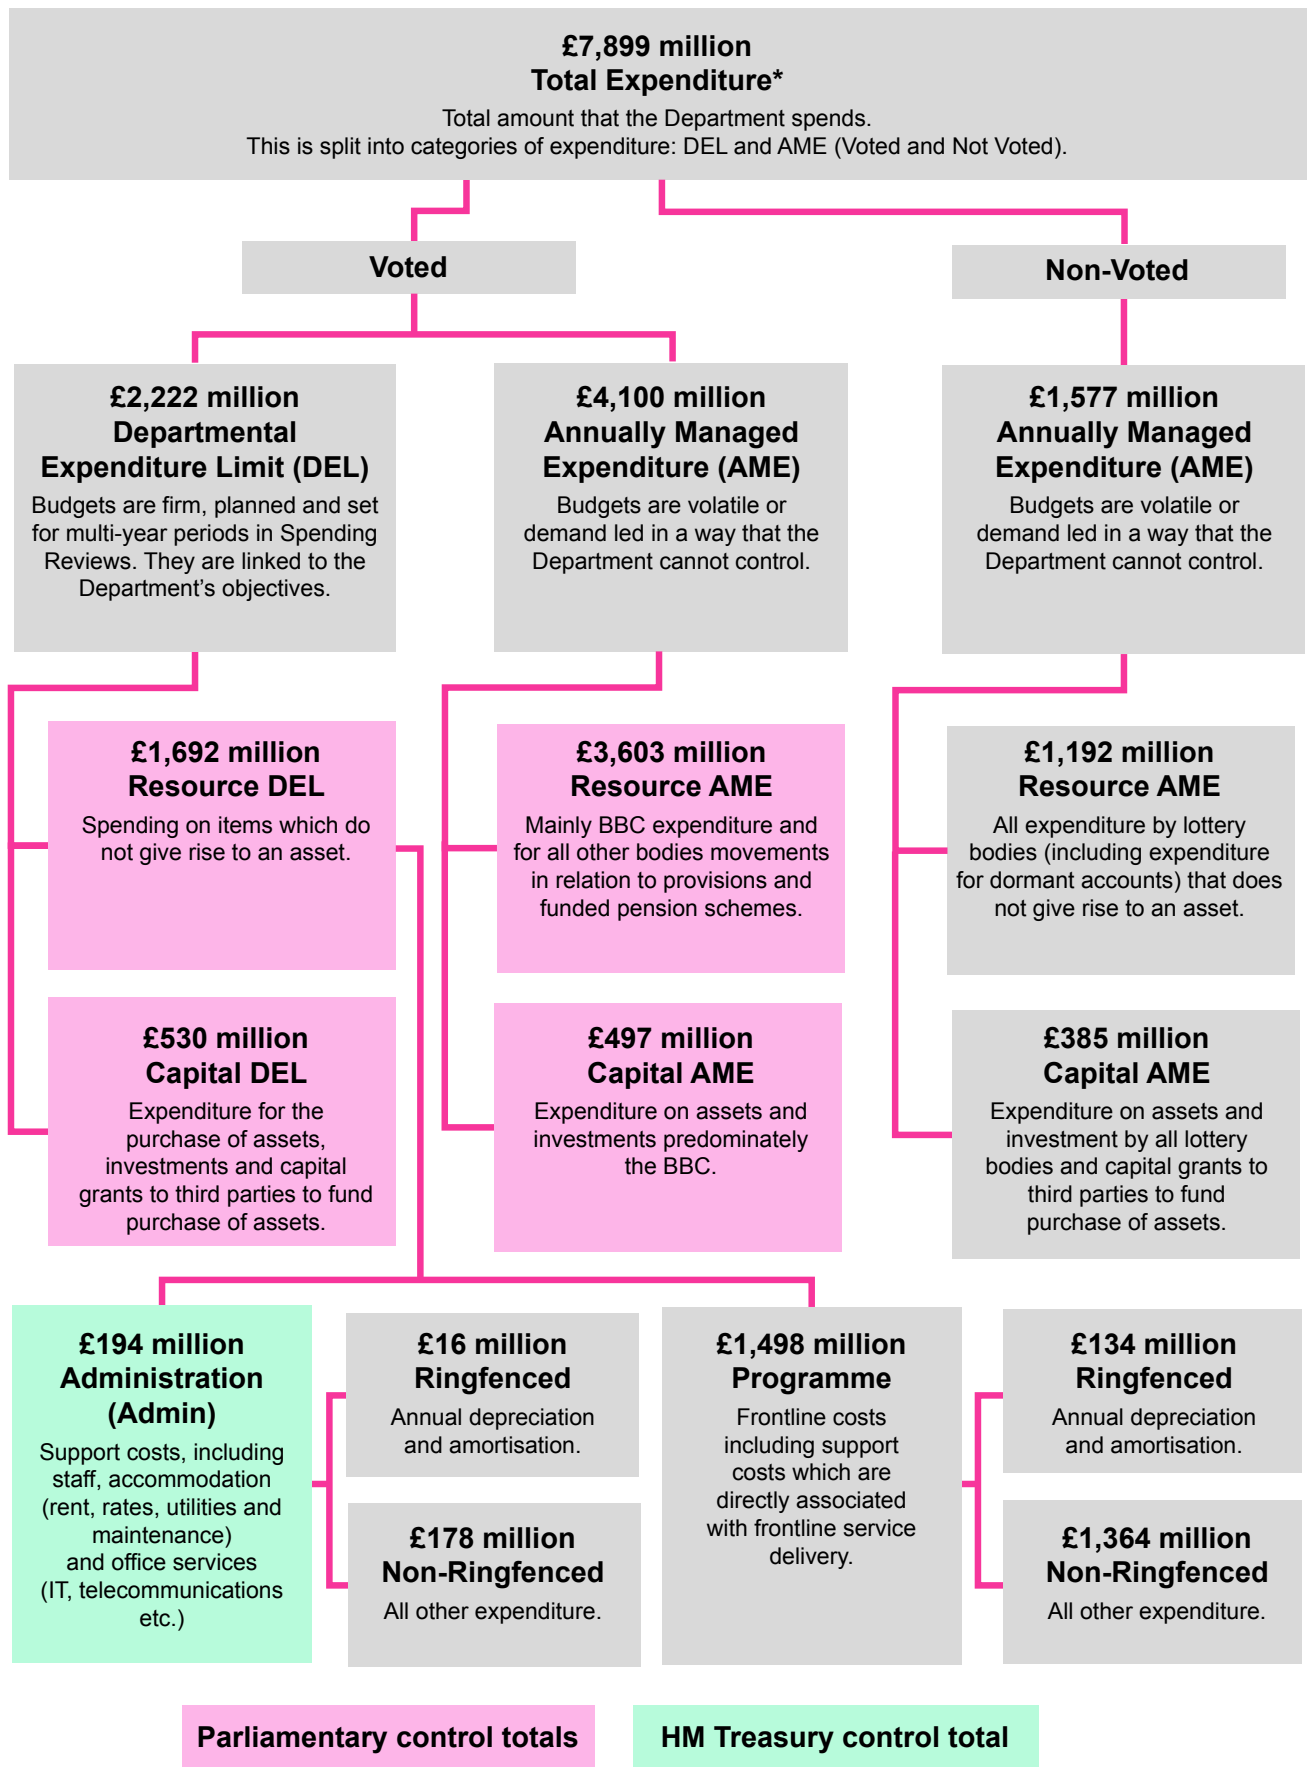 £7,899 million
Total Expenditure*
Total amount that the Department spends.
This is split into categories of expenditure: DEL and AME (Voted and Not Voted).
Voted
Non-Voted
£2,222 million
Departmental
Expenditure Limit (DEL)
Budgets are firm, planned and set
for multi-year periods in Spending
Reviews. They are linked to the
Department’s objectives.
£4,100 million
Annually Managed
Expenditure (AME)
Budgets are volatile or
demand led in a way that the
Department cannot control.
£1,577 million
Annually Managed
Expenditure (AME)
Budgets are volatile or
demand led in a way that the
Department cannot control.
£1,692 million
Resource DEL
Spending on items which do
not give rise to an asset.
£3,603 million
Resource AME
Mainly BBC expenditure and
for all other bodies movements
in relation to provisions and
funded pension schemes.
£1,192 million
Resource AME
All expenditure by lottery
bodies (including expenditure
for dormant accounts) that does
not give rise to an asset.
£530 million
Capital DEL
Expenditure for the
purchase of assets,
investments and capital
grants to third parties to fund
purchase of assets.
£497 million
Capital AME
Expenditure on assets and
investments predominately
the BBC.
£385 million
Capital AME
Expenditure on assets and
investment by all lottery
bodies and capital grants to
third parties to fund
purchase of assets.
£194 million
Administration
(Admin)
Support costs, including
staff, accommodation
(rent, rates, utilities and
maintenance)
and office services
(IT, telecommunications
etc.)
£16 million
Ringfenced
Annual depreciation
and amortisation.
£178 million
Non-Ringfenced
All other expenditure.
£1,498 million
Programme
Frontline costs
including support
costs which are
directly associated
with frontline service
delivery.
£134 million
Ringfenced
Annual depreciation
and amortisation.
£1,364 million
Non-Ringfenced
All other expenditure.
Parliamentary control totals
HM Treasury control total